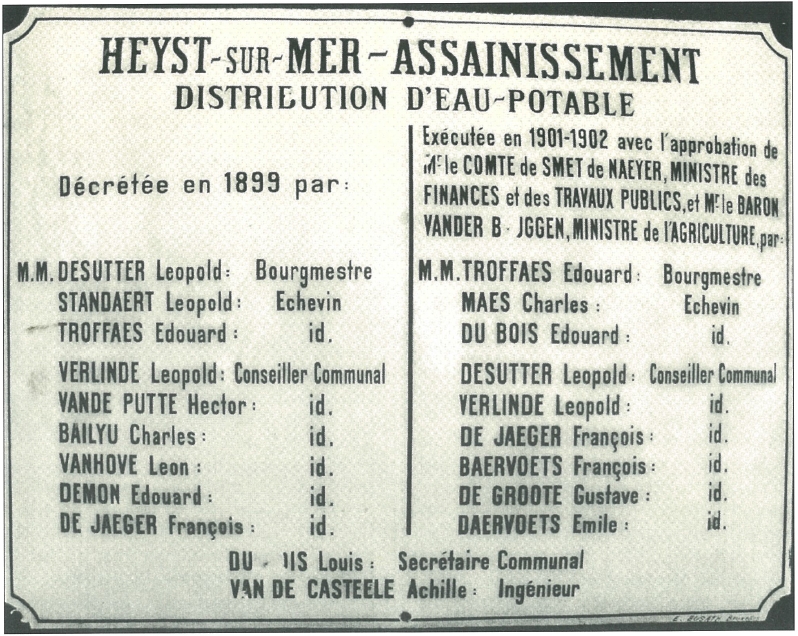 HEYST-SUR-MER-ASSAINISSEMENT
DISTRIBUTION D'EAU-POTABLE
Décrétée en 1899 par:
M.M. DESUTTER Leopold: Bourgmestre
STANDAERT Leopold: Echevin
TROFFAES Edouard: id.
VERLINDE Leopold: Conseiller Communal
VANDE PUTTE Hector: id.
BAILYU Charles: id.
VANHOVE Leon: id.
DEMON Edouard: id.
DE JAEGER François: id.
Exécutée en 1901-1902 avec l'approbation de
Mr le COMTE de SMET de NAEYER, MINISTRE des
FINANCES et des TRAVAUX PUBLICS, et Mr le BARON
VANDER B GGEN, MINISTRE de l'AGRICULTURE, par:
M.M. TROFFAES Edouard: Bourgmestre
MAES Charles: Echevin
DU BOIS Edouard: id.
DESUTTER Leopold: Conseiller Communal
VERLINDE Leopold: id.
DE JAEGER François: id.
BAERVOETS François: id.
DE GROOTE Gustave: id.
DAERVOETS Emile: id.
DU Louis: Secrétaire Communal
VAN DE CASTEELE Achille: Ingénieur